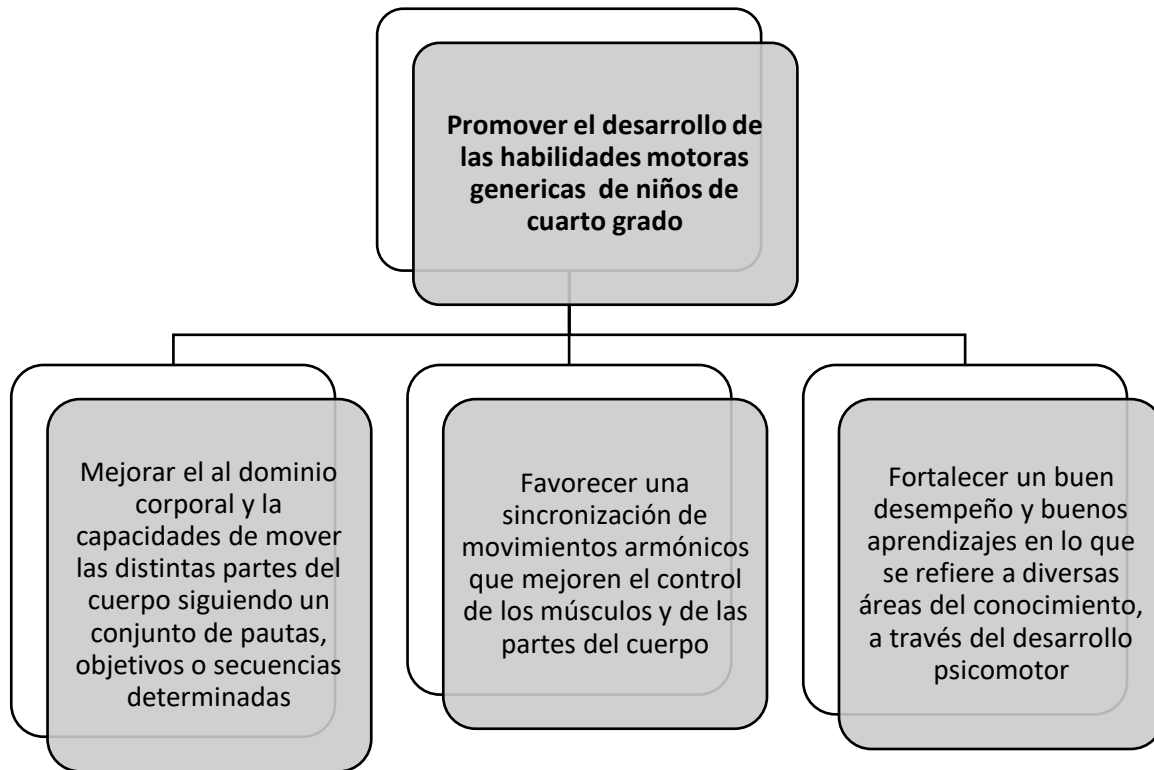 Promover el desarrollo de
las habilidades motoras
genericas de niños de
cuarto grado
Mejorar el al dominio
corporal y la
capacidades de mover
las distintas partes del
cuerpo siguiendo un
conjunto de pautas,
objetivos o secuencias
determinadas
Favorecer una
sincronización de
movimientos armónicos
que mejoren el control
de los músculos y de las
partes del cuerpo
Fortalecer un buen
desempeño y buenos
aprendizajes en lo que
se refiere a diversas
áreas del conocimiento,
a través del desarrollo
psicomotor